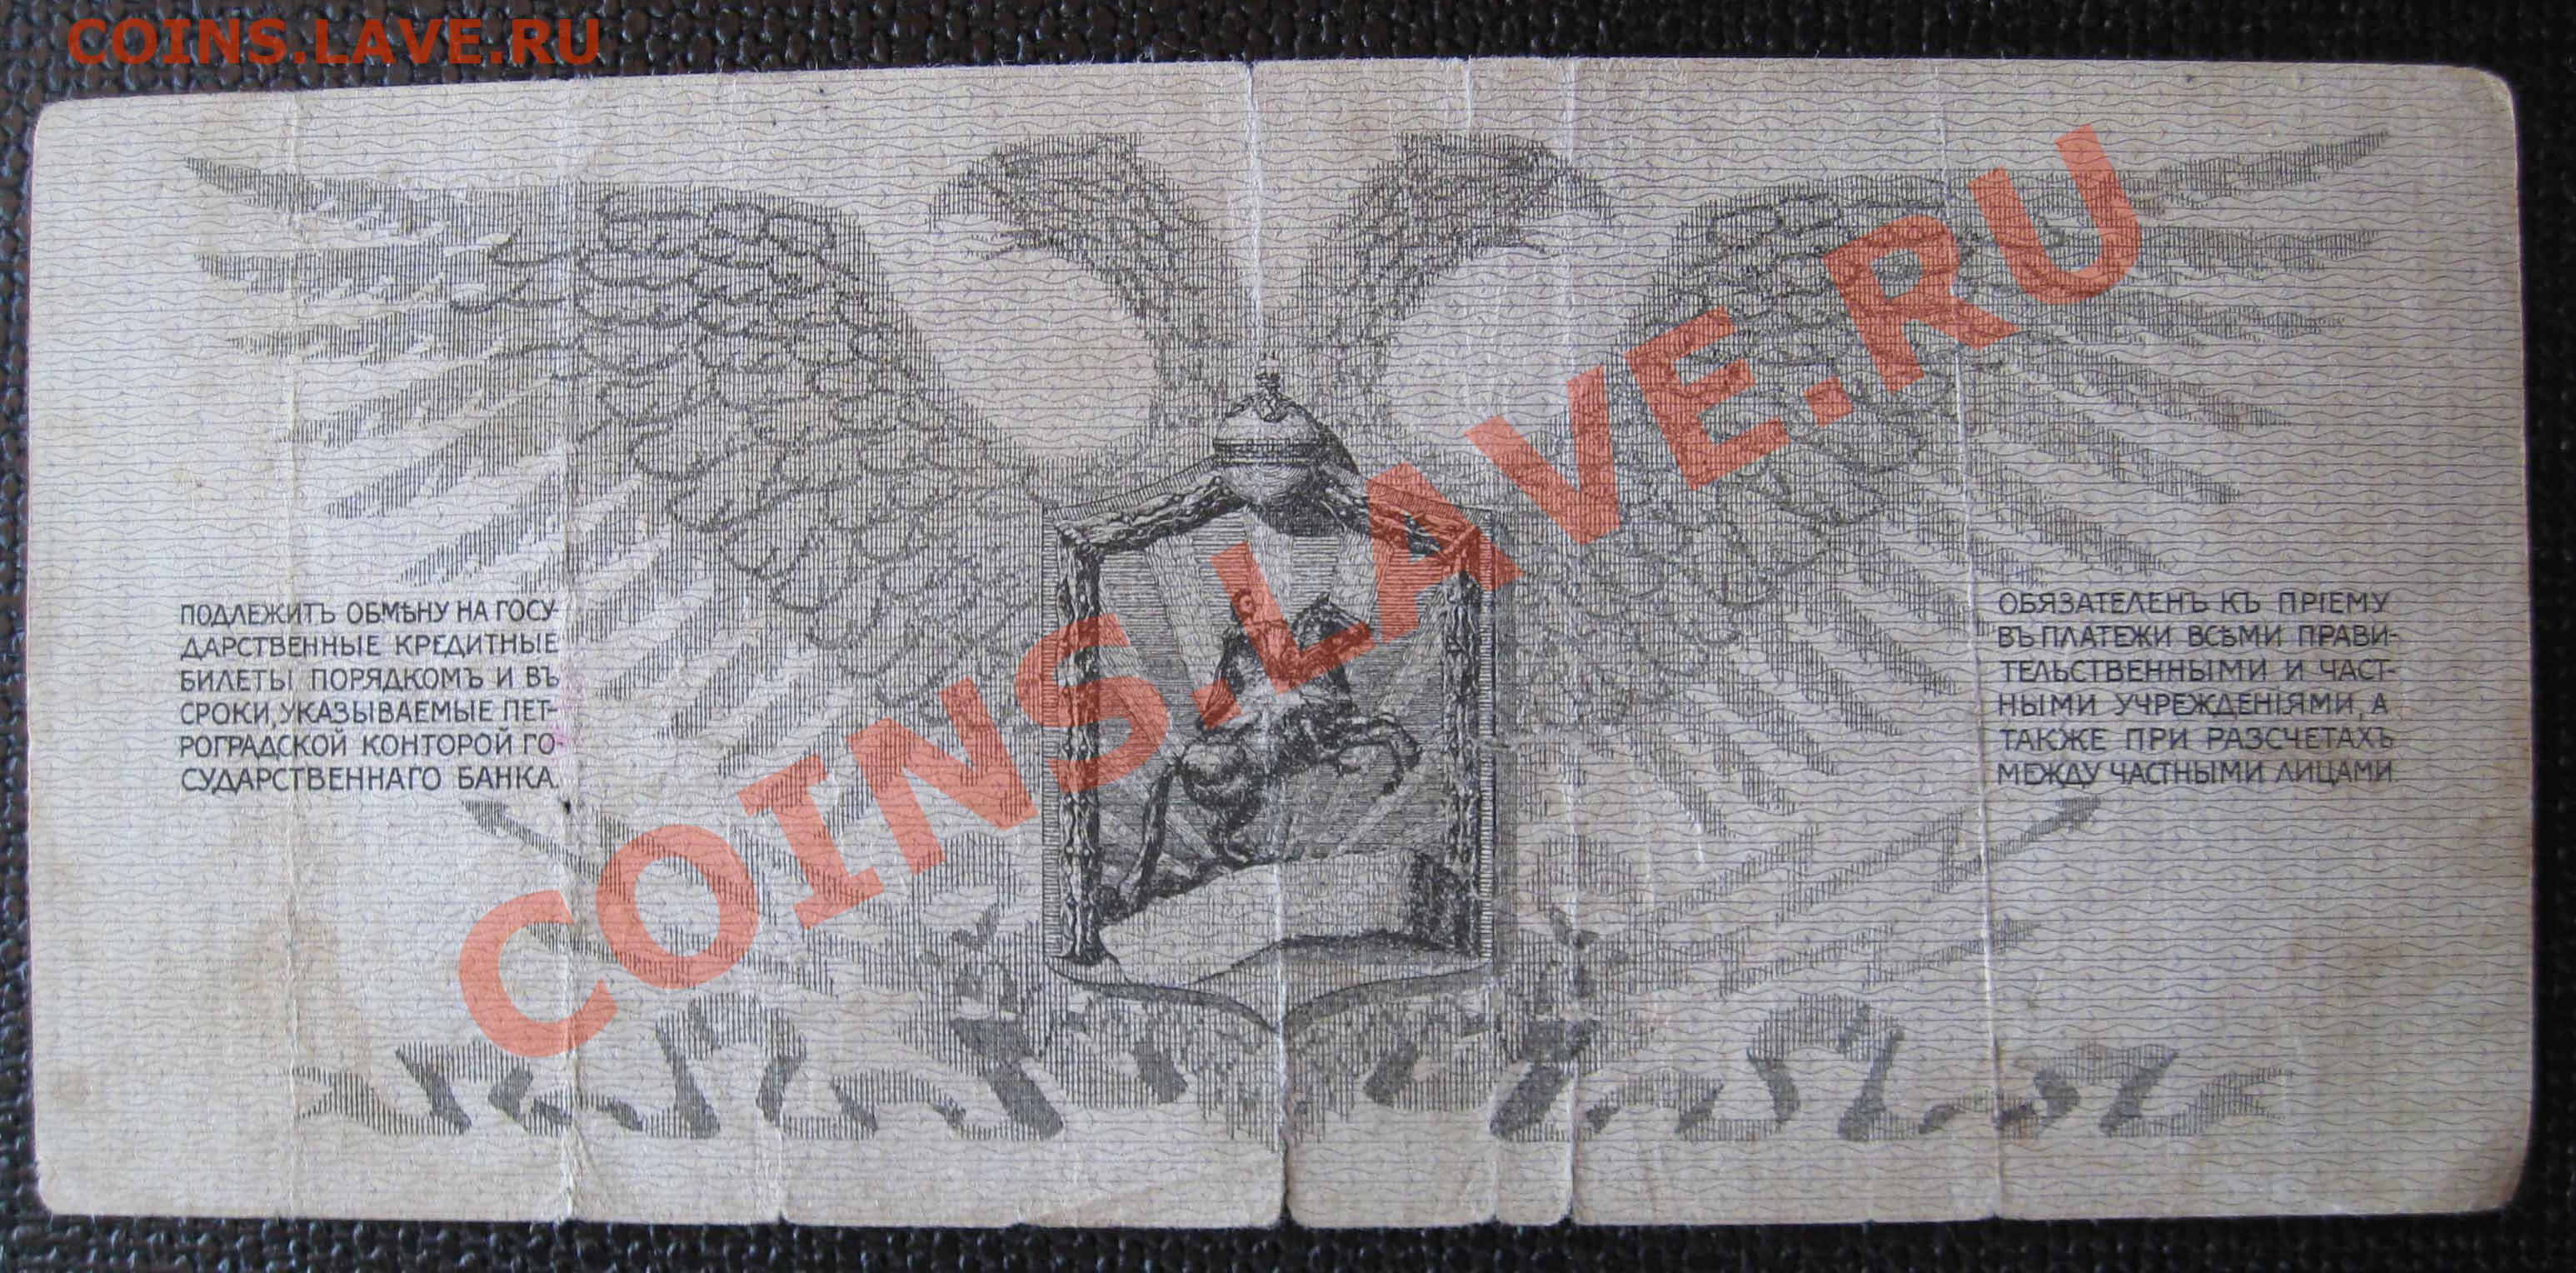 COINS.LAVE.RU
COINS.LAVE.RU
ПОДЛЕЖИТЪ ОБМѢНУ НА ГОСУ-
ДАРСТВЕННЫЕ КРЕДИТНЫЕ
БИЛЕТЫ ПОРЯДКОМЪ И ВЪ
СРОКИ, УКАЗЫВАЕМЫЕ ПЕТ-
РОГРАДСКОЙ КОНТОРОЙ ГО-
СУДАРСТВЕННАГО БАНКА.
ОБЯЗАТЕЛЕНЪ КЪ ПРІЕМУ
ВЪ ПЛАТЕЖИ ВСѢМИ ПРАВИ-
ТЕЛЬСТВЕННЫМИ И ЧАСТ-
НЫМИ УЧРЕЖДЕНІЯМИ, А
ТАКЖЕ ПРИ РАЗСЧЕТАХЪ
МЕЖДУ ЧАСТНЫМИ ЛИЦАМИ.